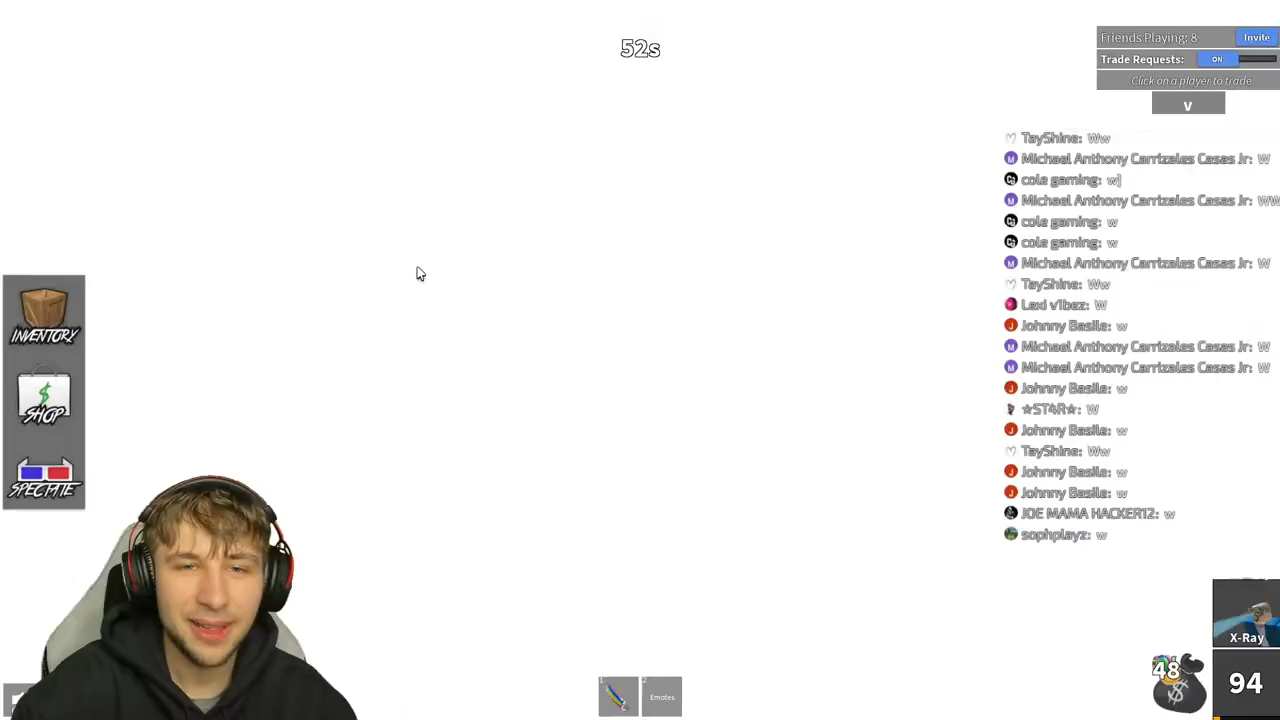 52s
Friends Playing: 8 Invite
Trade Requests: ON
Click on a player to trade
v
TayShine: Ww
Michael Anthony Carrizales Casas Jr: W
cole gaming: w]
Michael Anthony Carrizales Casas Jr: WW
cole gaming: w
cole gaming: w
Michael Anthony Carrizales Casas Jr: W
TayShine: Ww
Lexi v1bez: W
Johnny Basile: w
Michael Anthony Carrizales Casas Jr: W
Michael Anthony Carrizales Casas Jr: W
Johnny Basile: w
☆ST4R☆: W
Johnny Basile: w
TayShine: Ww
Johnny Basile: w
Johnny Basile: w
JOE MAMA HACKER12: w
sophplayz: w
INVENTORY
SHOP
SPECTATE
X-Ray
48
94
1
2
Emotes